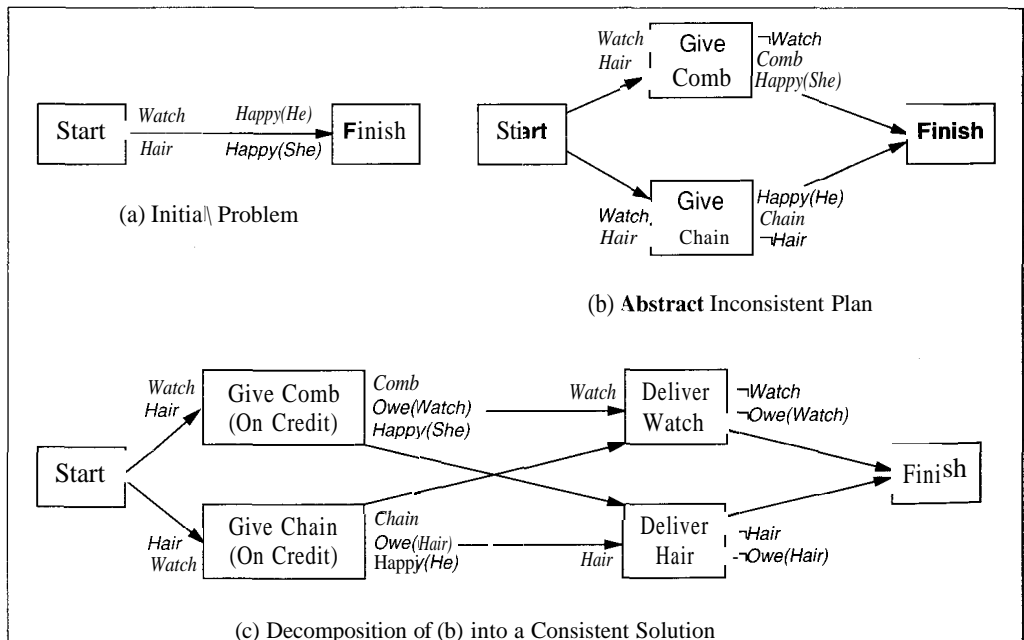 Start
Watch
Hair
Happy(He)
Happy(She)
Finish
(a) Initial Problem
Start
Watch
Hair
Give
Comb
¬Watch
Comb
Happy(She)
Watch
Hair
Give
Chain
Happy(He)
Chain
¬Hair
Finish
(b) Abstract Inconsistent Plan
Start
Watch
Hair
Give Comb
(On Credit)
Comb
Owe(Watch)
Happy(She)
Hair
Watch
Give Chain
(On Credit)
Chain
Owe(Hair)
Happy(He)
Watch
Deliver
Watch
¬Watch
¬Owe(Watch)
Hair
Deliver
Hair
¬Hair
¬Owe(Hair)
Finish
(c) Decomposition of (b) into a Consistent Solution